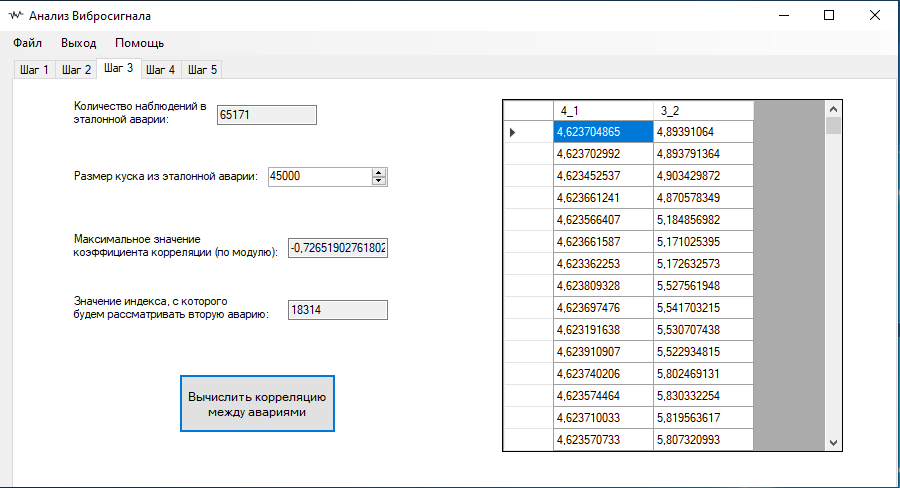 Анализ Вибросигнала
Файл Выход Помощь
Шаг 1 Шаг 2 Шаг 3 Шаг 4 Шаг 5
Количество наблюдений в
эталонной аварии:
65171
Размер куска из эталонной аварии:
45000
Максимальное значение
коэффициента корреляции (по модулю):
-0,72651902761802
Значение индекса, с которого
будем рассматривать вторую аварию:
18314
Вычислить корреляцию
между авариями
4_1 3_2
4,623704865 4,89391064
4,623702992 4,893791364
4,623452537 4,903429872
4,623661241 4,870578349
4,623566407 5,184856982
4,623661587 5,171025395
4,623362253 5,172632573
4,623809328 5,527561948
4,623697476 5,541703215
4,623191638 5,530707438
4,623910907 5,522934815
4,623740206 5,802469131
4,623574464 5,830332254
4,623710033 5,819563617
4,623570733 5,807320993